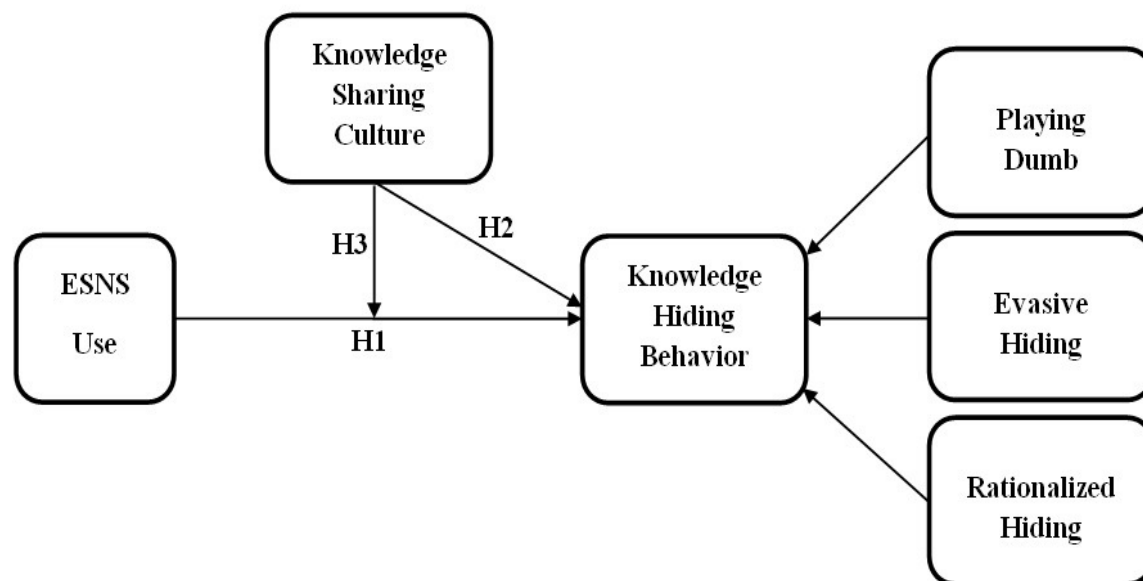 Knowledge
Sharing
Culture
Playing
Dumb
H2
H3
ESNS
Use
H1
Knowledge
Hiding
Behavior
Evasive
Hiding
Rationalized
Hiding